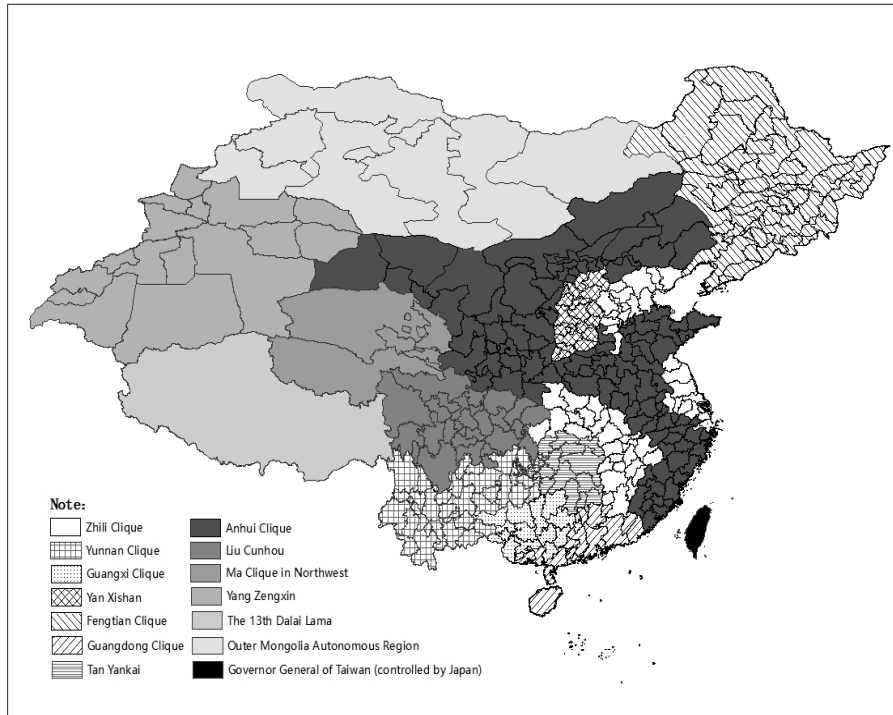 Note:
Zhili Clique
Yunnan Clique
Guangxi Clique
Yan Xishan
Fengtian Clique
Guangdong Clique
Tan Yankai
Anhui Clique
Liu Cunhou
Ma Clique in Northwest
Yang Zengxin
The 13th Dalai Lama
Outer Mongolia Autonomous Region
Governor General of Taiwan (controlled by Japan)